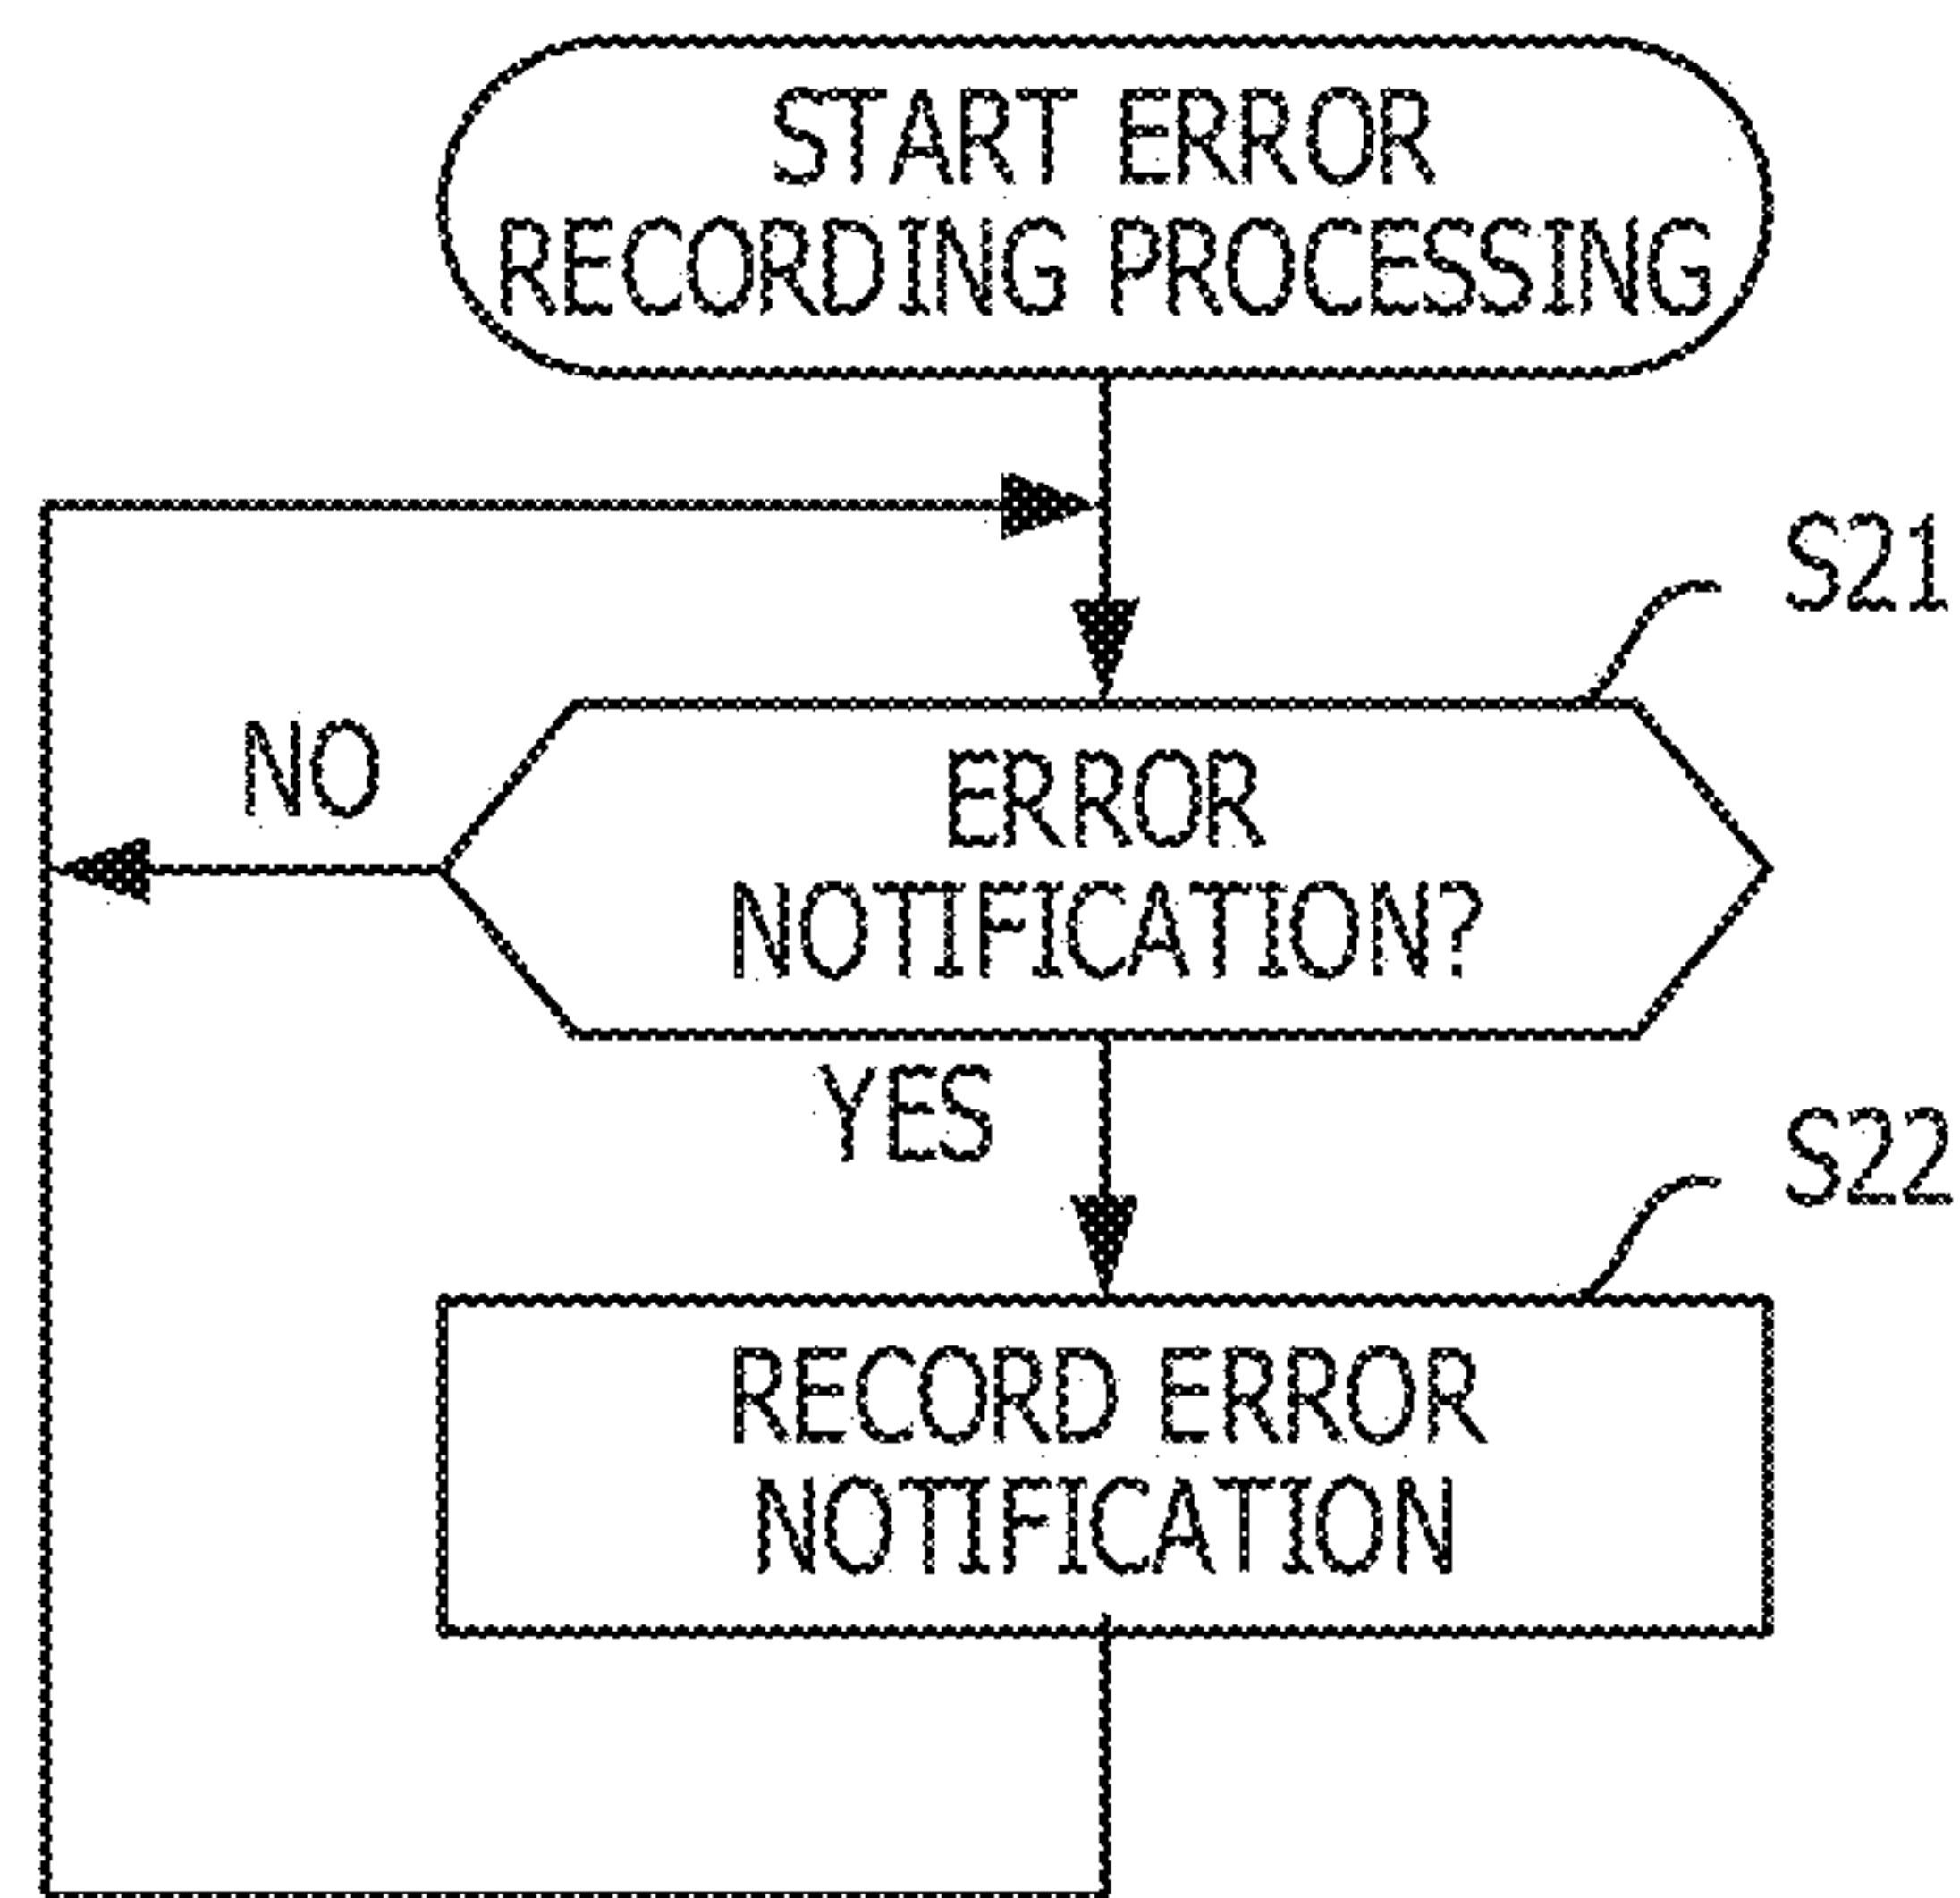 START ERROR
RECORDING PROCESSING
S21
NO
ERROR
NOTIFICATION?
YES
S22
RECORD ERROR
NOTIFICATION